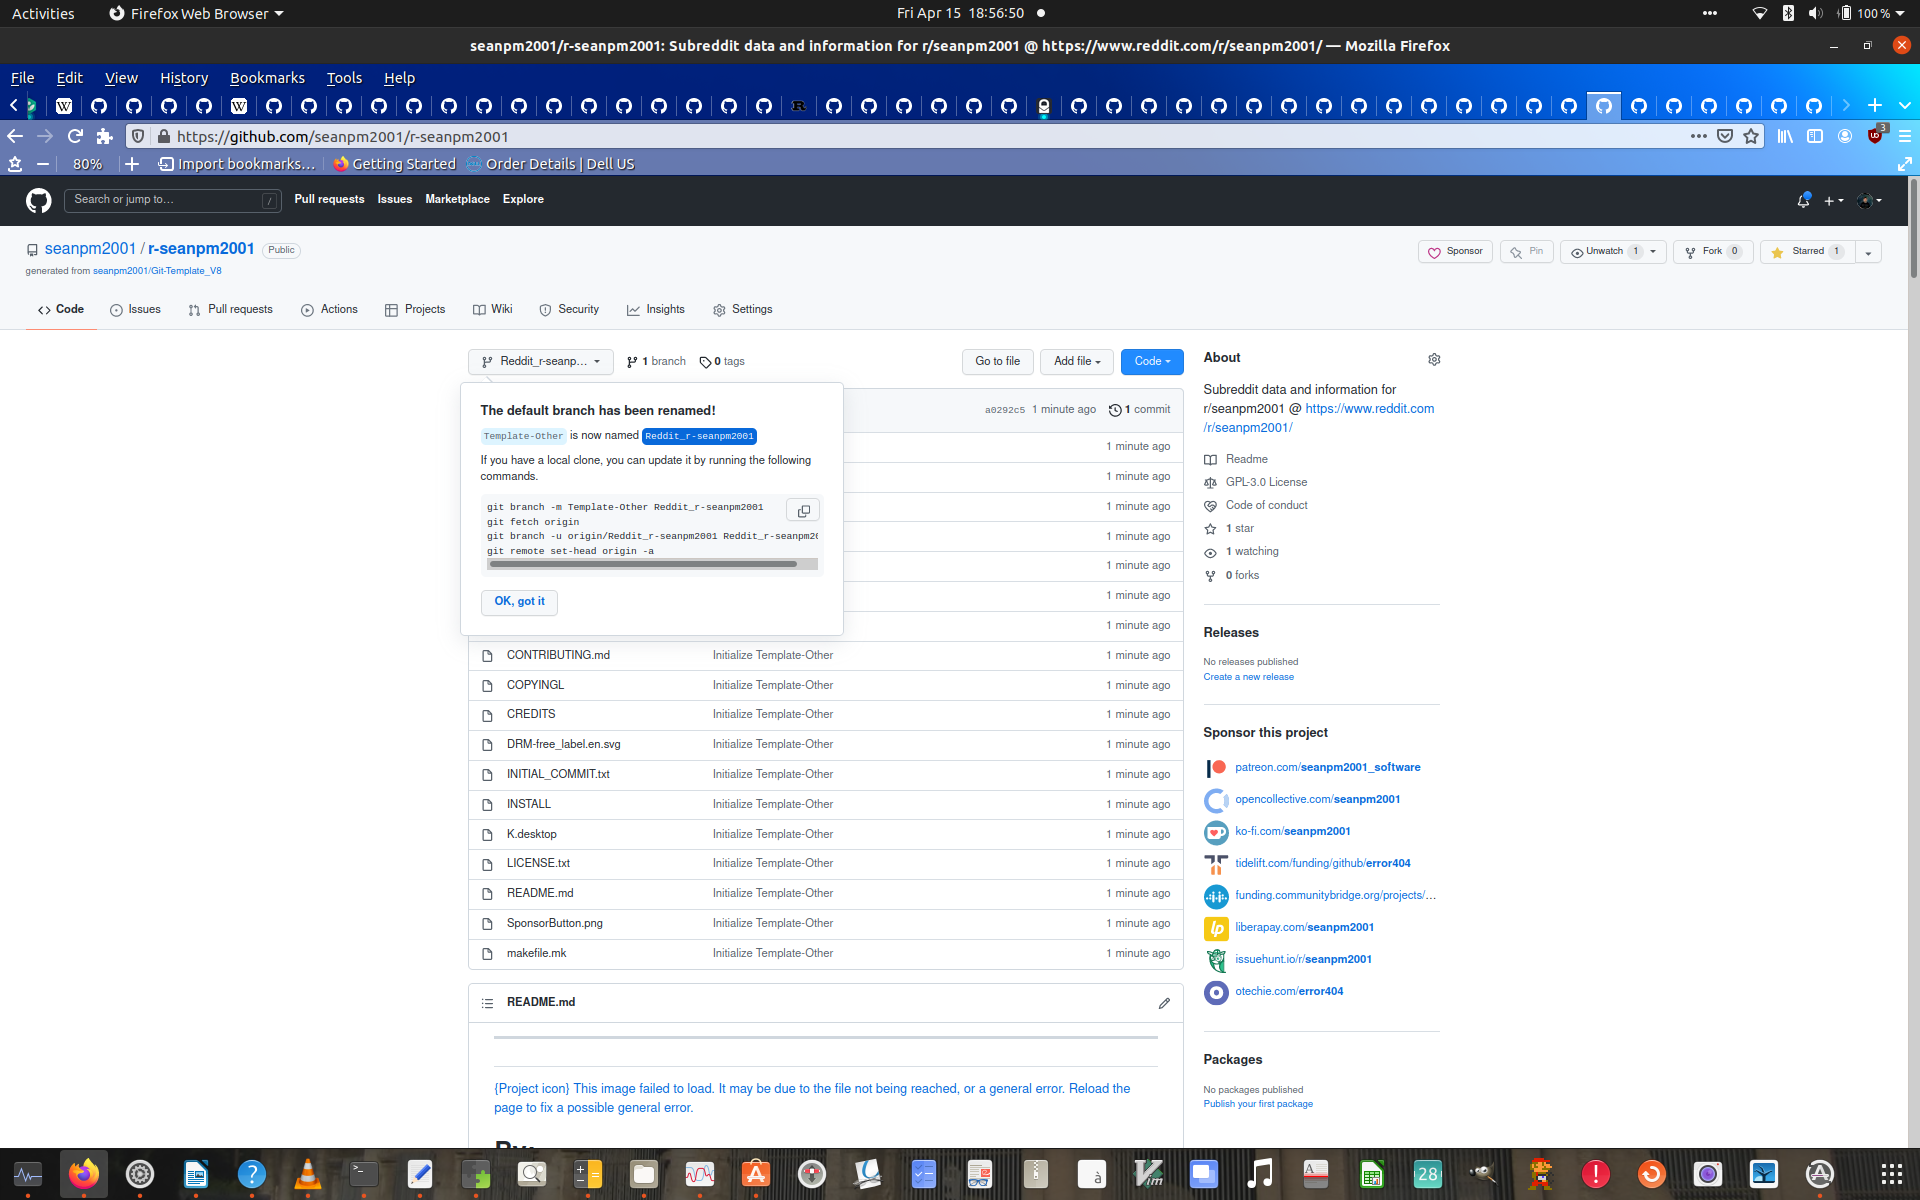 Activities
Firefox Web Browser
Fri Apr 15 18:56:50
100 %
seanpm2001/r-seanpm2001: Subreddit data and information for r/seanpm2001 @ https://www.reddit.com/r/seanpm2001/ — Mozilla Firefox
File Edit View History Bookmarks Tools Help
https://github.com/seanpm2001/r-seanpm2001
3
80%
Import bookmarks…
Getting Started
Order Details | Dell US
Search or jump to…
/
Pull requests
Issues
Marketplace
Explore
seanpm2001 / r-seanpm2001
Public
generated from seanpm2001/Git-Template_V8
Sponsor
Pin
Unwatch 1
Fork 0
Starred 1
Code
Issues
Pull requests
Actions
Projects
Wiki
Security
Insights
Settings
Reddit_r-seanp…
1 branch
0 tags
Go to file
Add file
Code
The default branch has been renamed!
Template-Other is now named Reddit_r-seanpm2001
If you have a local clone, you can update it by running the following
commands.
git branch -m Template-Other Reddit_r-seanpm2001
git fetch origin
git branch -u origin/Reddit_r-seanpm2001 Reddit_r-seanpm20
git remote set-head origin -a
OK, got it
a0292c5 1 minute ago
1 commit
1 minute ago
1 minute ago
1 minute ago
1 minute ago
1 minute ago
1 minute ago
1 minute ago
CONTRIBUTING.md Initialize Template-Other 1 minute ago
COPYINGL Initialize Template-Other 1 minute ago
CREDITS Initialize Template-Other 1 minute ago
DRM-free_label.en.svg Initialize Template-Other 1 minute ago
INITIAL_COMMIT.txt Initialize Template-Other 1 minute ago
INSTALL Initialize Template-Other 1 minute ago
K.desktop Initialize Template-Other 1 minute ago
LICENSE.txt Initialize Template-Other 1 minute ago
README.md Initialize Template-Other 1 minute ago
SponsorButton.png Initialize Template-Other 1 minute ago
makefile.mk Initialize Template-Other 1 minute ago
README.md
{Project icon} This image failed to load. It may be due to the file not being reached, or a general error. Reload the
page to fix a possible general error.
About
Subreddit data and information for
r/seanpm2001 @ https://www.reddit.com
/r/seanpm2001/
Readme
GPL-3.0 License
Code of conduct
1 star
1 watching
0 forks
Releases
No releases published
Create a new release
Sponsor this project
patreon.com/seanpm2001_software
opencollective.com/seanpm2001
ko-fi.com/seanpm2001
tidelift.com/funding/github/error404
funding.communitybridge.org/projects/…
liberapay.com/seanpm2001
issuehunt.io/r/seanpm2001
otechie.com/error404
Packages
No packages published
Publish your first package
28